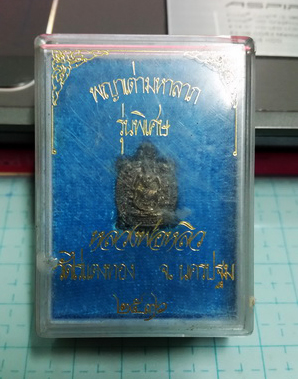 พญาเต่ามหาลาภ
รุ่นพิเศษ
หลวงพ่อหลิว
วัดไร่แตงทอง จ.นครปฐม